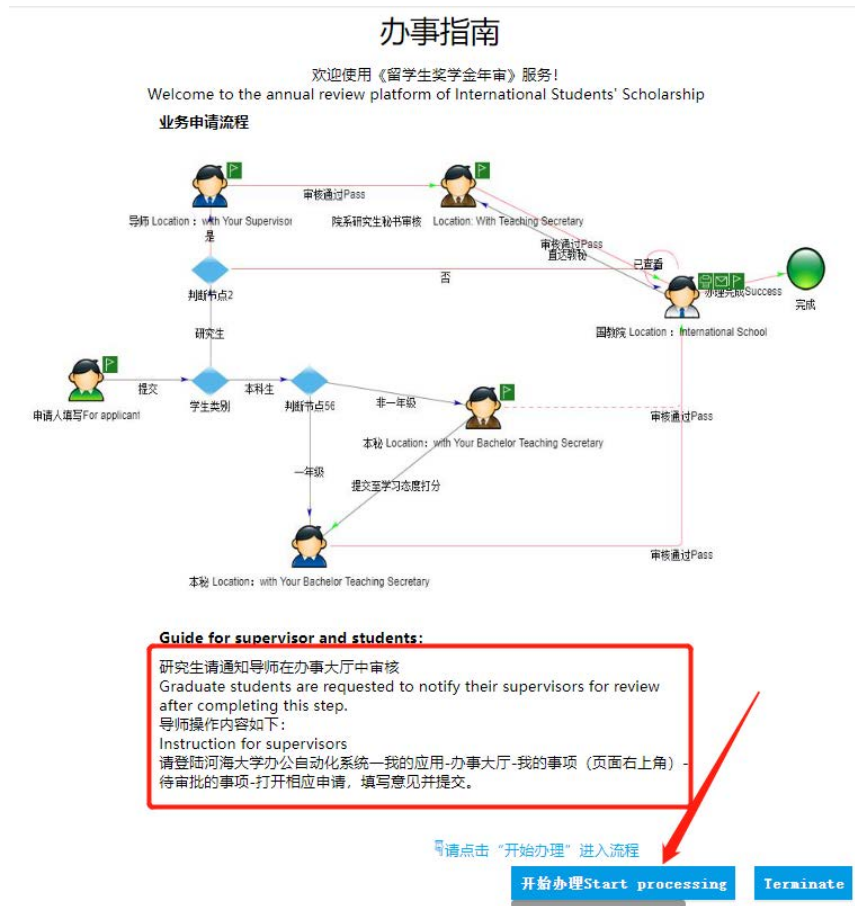 办事指南
欢迎使用《留学生奖学金年审》服务!
Welcome to the annual review platform of International Students' Scholarship
业务申请流程
审核通过Pass
导师 Location : with Your Supervisor
院系研究生秘书审核 Location: With Teaching Secretary
是
审核通过Pass
直达教秘
已查看
否
判断节点2
办理完成Success
完成
研究生
国教院 Location : International School
提交
本科生
非一年级
申请人填写For applicant
学生类别
判断节点56
审核通过Pass
本秘 Location: with Your Bachelor Teaching Secretary
一年级
提交至学习态度打分
审核通过Pass
本秘 Location: with Your Bachelor Teaching Secretary
Guide for supervisor and students:
研究生请通知导师在办事大厅中审核
Graduate students are requested to notify their supervisors for review
after completing this step.
导师操作内容如下:
Instruction for supervisors
请登陆河海大学办公自动化系统—我的应用-办事大厅-我的事项（页面右上角）-
待审批的事项-打开相应申请，填写意见并提交。
请点击“开始办理”进入流程
开始办理Start processing
Terminate